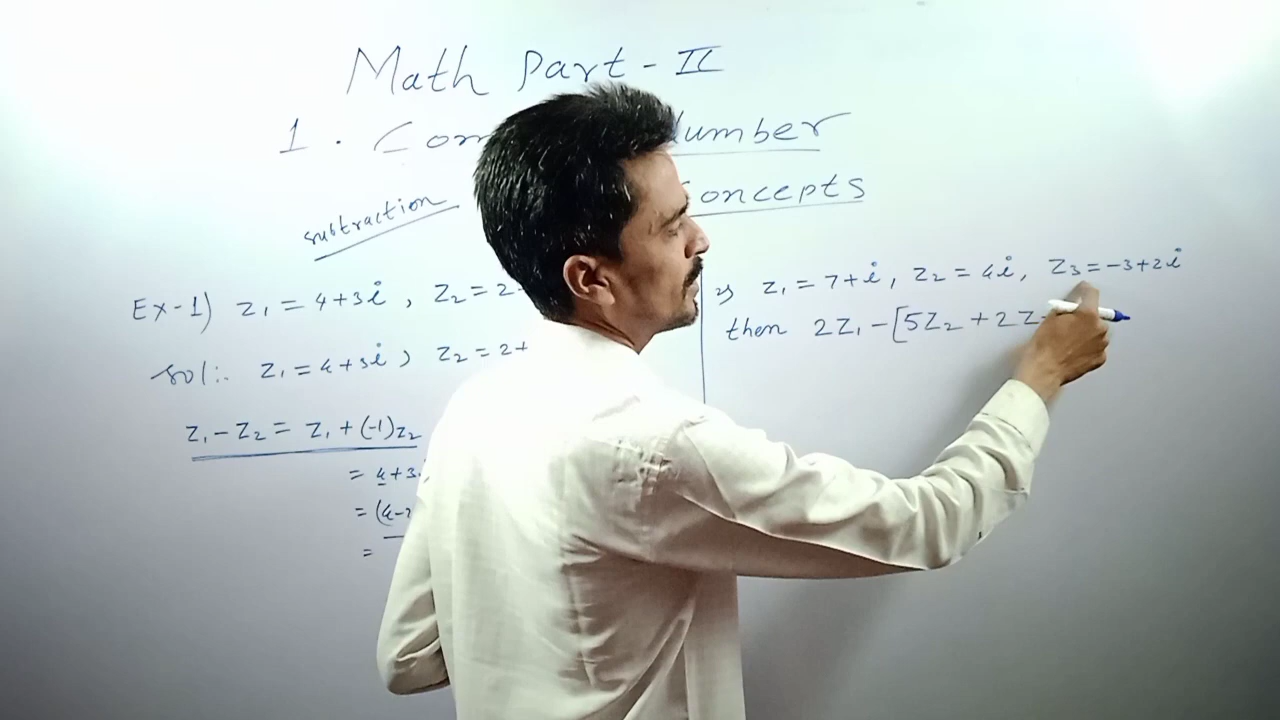 Math Part - II
1. Number
Concepts
subtraction
Ex-1) Z₁ = 4+3i, Z₂ = 2
Sol:. Z₁ = 4+3i, Z₂ = 2+
Z₁ - Z₂ = Z₁ + (-1)Z₂
= 4+3
= (4-2
=
Z₁ = 7+i, Z₂ = 4i, Z₃ = -3+2i
then 2Z₁ - [5Z₂ + 2Z